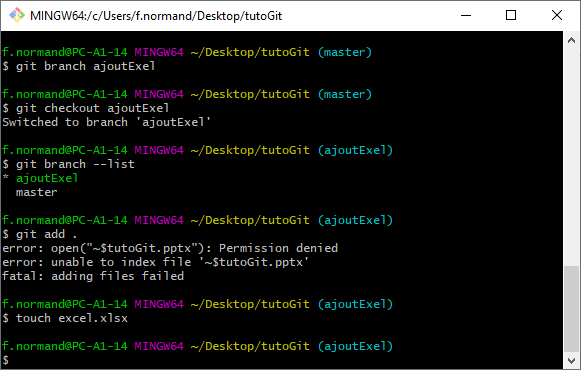 MINGW64:/c/Users/f.normand/Desktop/tutoGit
f.normand@PC-A1-14 MINGW64 ~/Desktop/tutoGit (master)
$ git branch ajoutExel
f.normand@PC-A1-14 MINGW64 ~/Desktop/tutoGit (master)
$ git checkout ajoutExel
Switched to branch 'ajoutExel'
f.normand@PC-A1-14 MINGW64 ~/Desktop/tutoGit (ajoutExel)
$ git branch --list
* ajoutExel
  master
f.normand@PC-A1-14 MINGW64 ~/Desktop/tutoGit (ajoutExel)
$ git add .
error: open("~$tutoGit.pptx"): Permission denied
error: unable to index file '~$tutoGit.pptx'
fatal: adding files failed
f.normand@PC-A1-14 MINGW64 ~/Desktop/tutoGit (ajoutExel)
$ touch excel.xlsx
f.normand@PC-A1-14 MINGW64 ~/Desktop/tutoGit (ajoutExel)
$